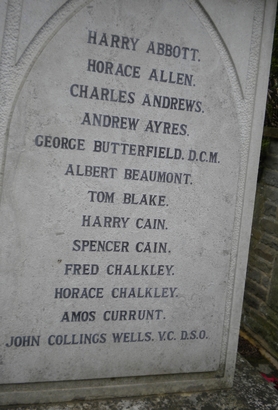 HARRY ABBOTT.
HORACE ALLEN.
CHARLES ANDREWS.
ANDREW AYRES.
GEORGE BUTTERFIELD. D.C.M.
ALBERT BEAUMONT.
TOM BLAKE.
HARRY CAIN.
SPENCER CAIN.
FRED CHALKLEY.
HORACE CHALKLEY.
AMOS CURRUNT.
JOHN COLLINGS WELLS. V.C. D.S.O.